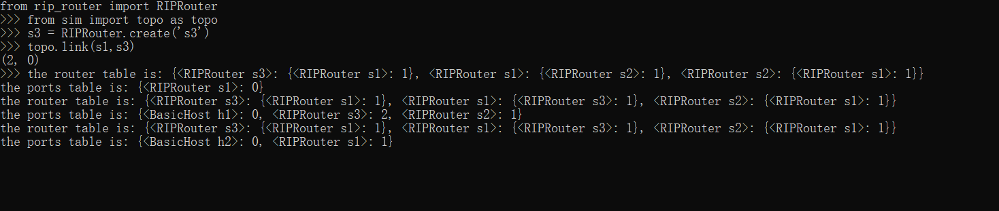 from rip_router import RIPRouter
>>> from sim import topo as topo
>>> s3 = RIPRouter.create('s3')
>>> topo.link(s1,s3)
(2, 0)
>>> the router table is: {<RIPRouter s3>: {<RIPRouter s1>: 1}, <RIPRouter s1>: {<RIPRouter s2>: 1}, <RIPRouter s2>: {<RIPRouter s1>: 1}}
the ports table is: {<RIPRouter s1>: 0}
the router table is: {<RIPRouter s3>: {<RIPRouter s1>: 1}, <RIPRouter s1>: {<RIPRouter s3>: 1}, <RIPRouter s2>: {<RIPRouter s1>: 1}}
the ports table is: {<BasicHost h1>: 0, <RIPRouter s3>: 2, <RIPRouter s2>: 1}
the router table is: {<RIPRouter s3>: {<RIPRouter s1>: 1}, <RIPRouter s1>: {<RIPRouter s3>: 1}, <RIPRouter s2>: {<RIPRouter s1>: 1}}
the ports table is: {<BasicHost h2>: 0, <RIPRouter s1>: 1}